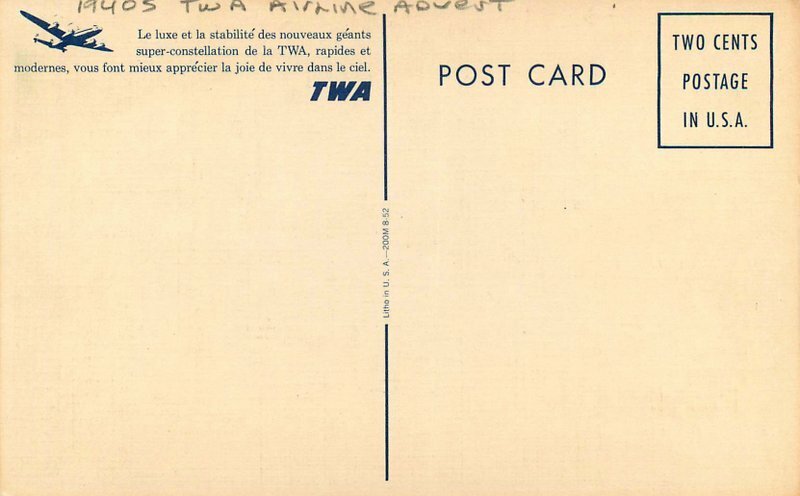 1940S TWA AIRLINE ADVERT
Le luxe et la stabilité des nouveaux géants
super-constellation de la TWA, rapides et
modernes, vous font mieux apprécier la joie de vivre dans le ciel.
TWA
POST CARD
TWO CENTS
POSTAGE
IN U.S.A.
Litho in U. S. A.—200M 8-52